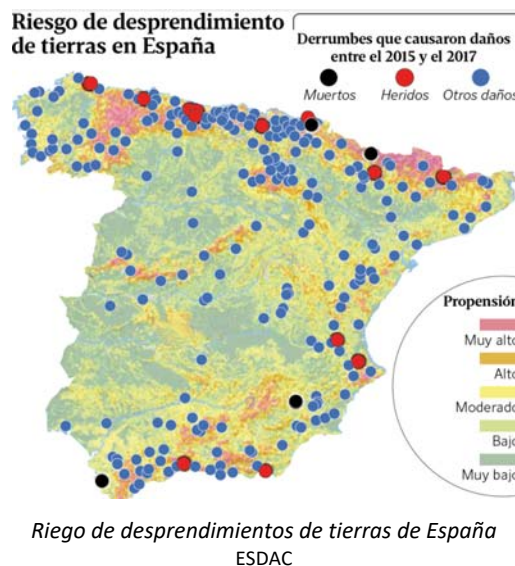 Riesgo de desprendimiento
de tierras en España
Derrumbes que causaron daños
entre el 2015 y el 2017
Muertos Heridos Otros daños
Propensión
Muy alto
Alto
Moderado
Bajo
Muy bajo
Riego de desprendimientos de tierras de España
ESDAC